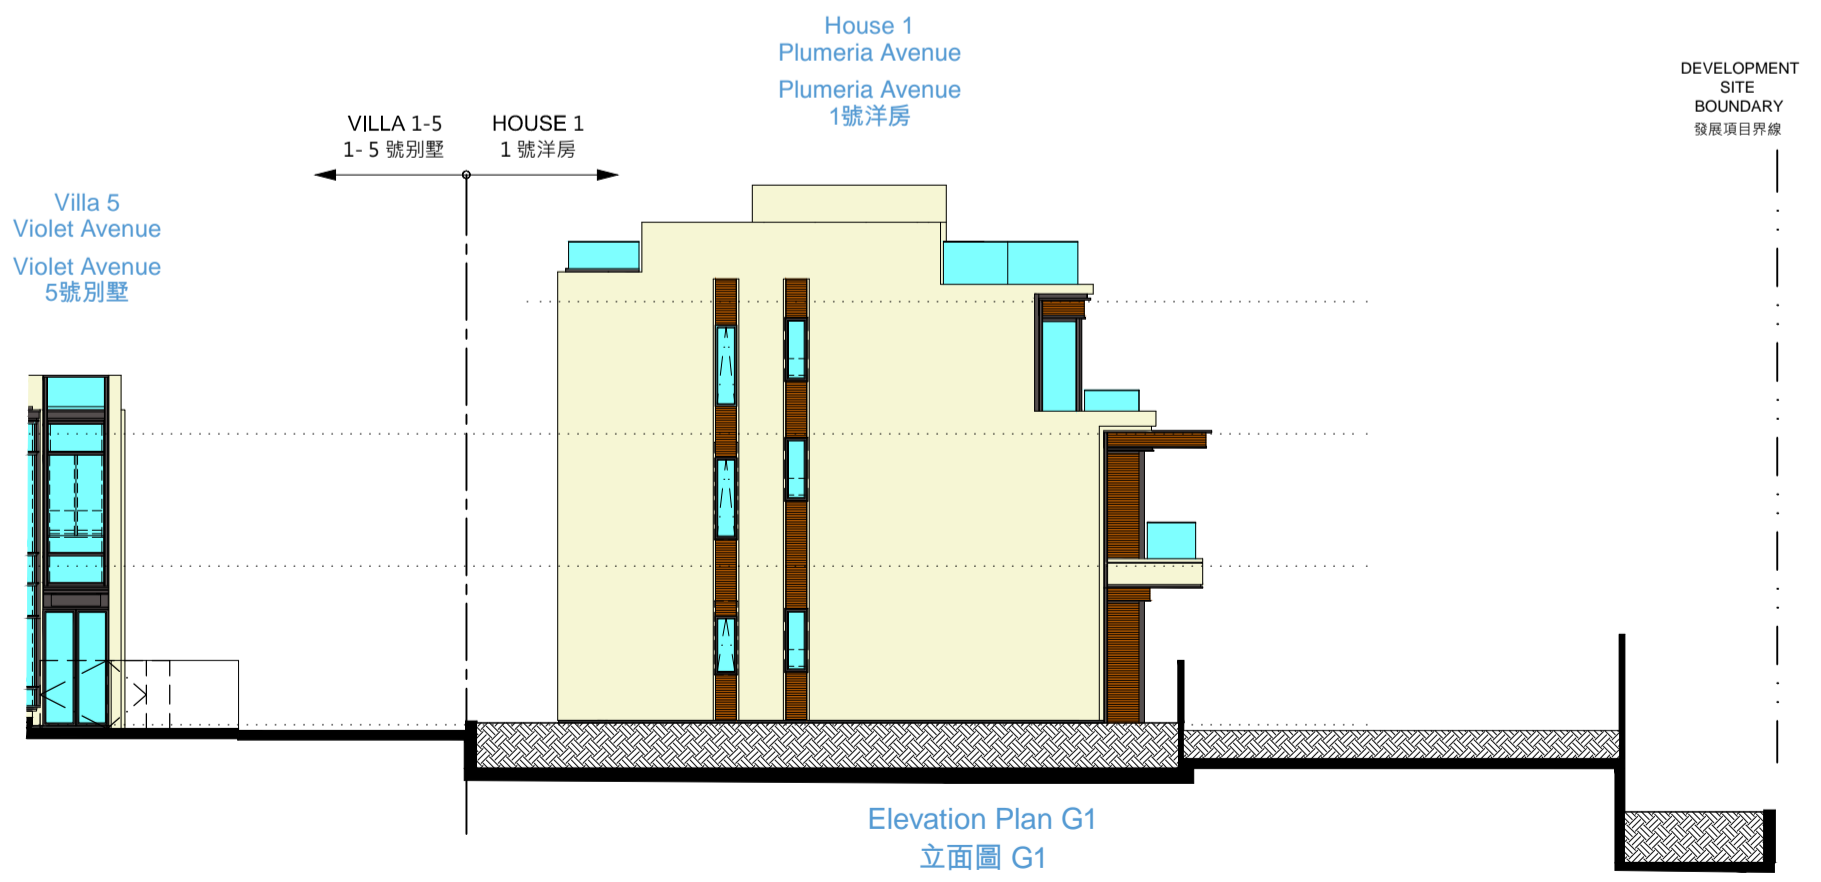 House 1
Plumeria Avenue
Plumeria Avenue
1號洋房
DEVELOPMENT
SITE
BOUNDARY
發展項目界線
VILLA 1-5
1- 5 號別墅
HOUSE 1
1 號洋房
Villa 5
Violet Avenue
Violet Avenue
5號別墅
Elevation Plan G1
立面圖 G1